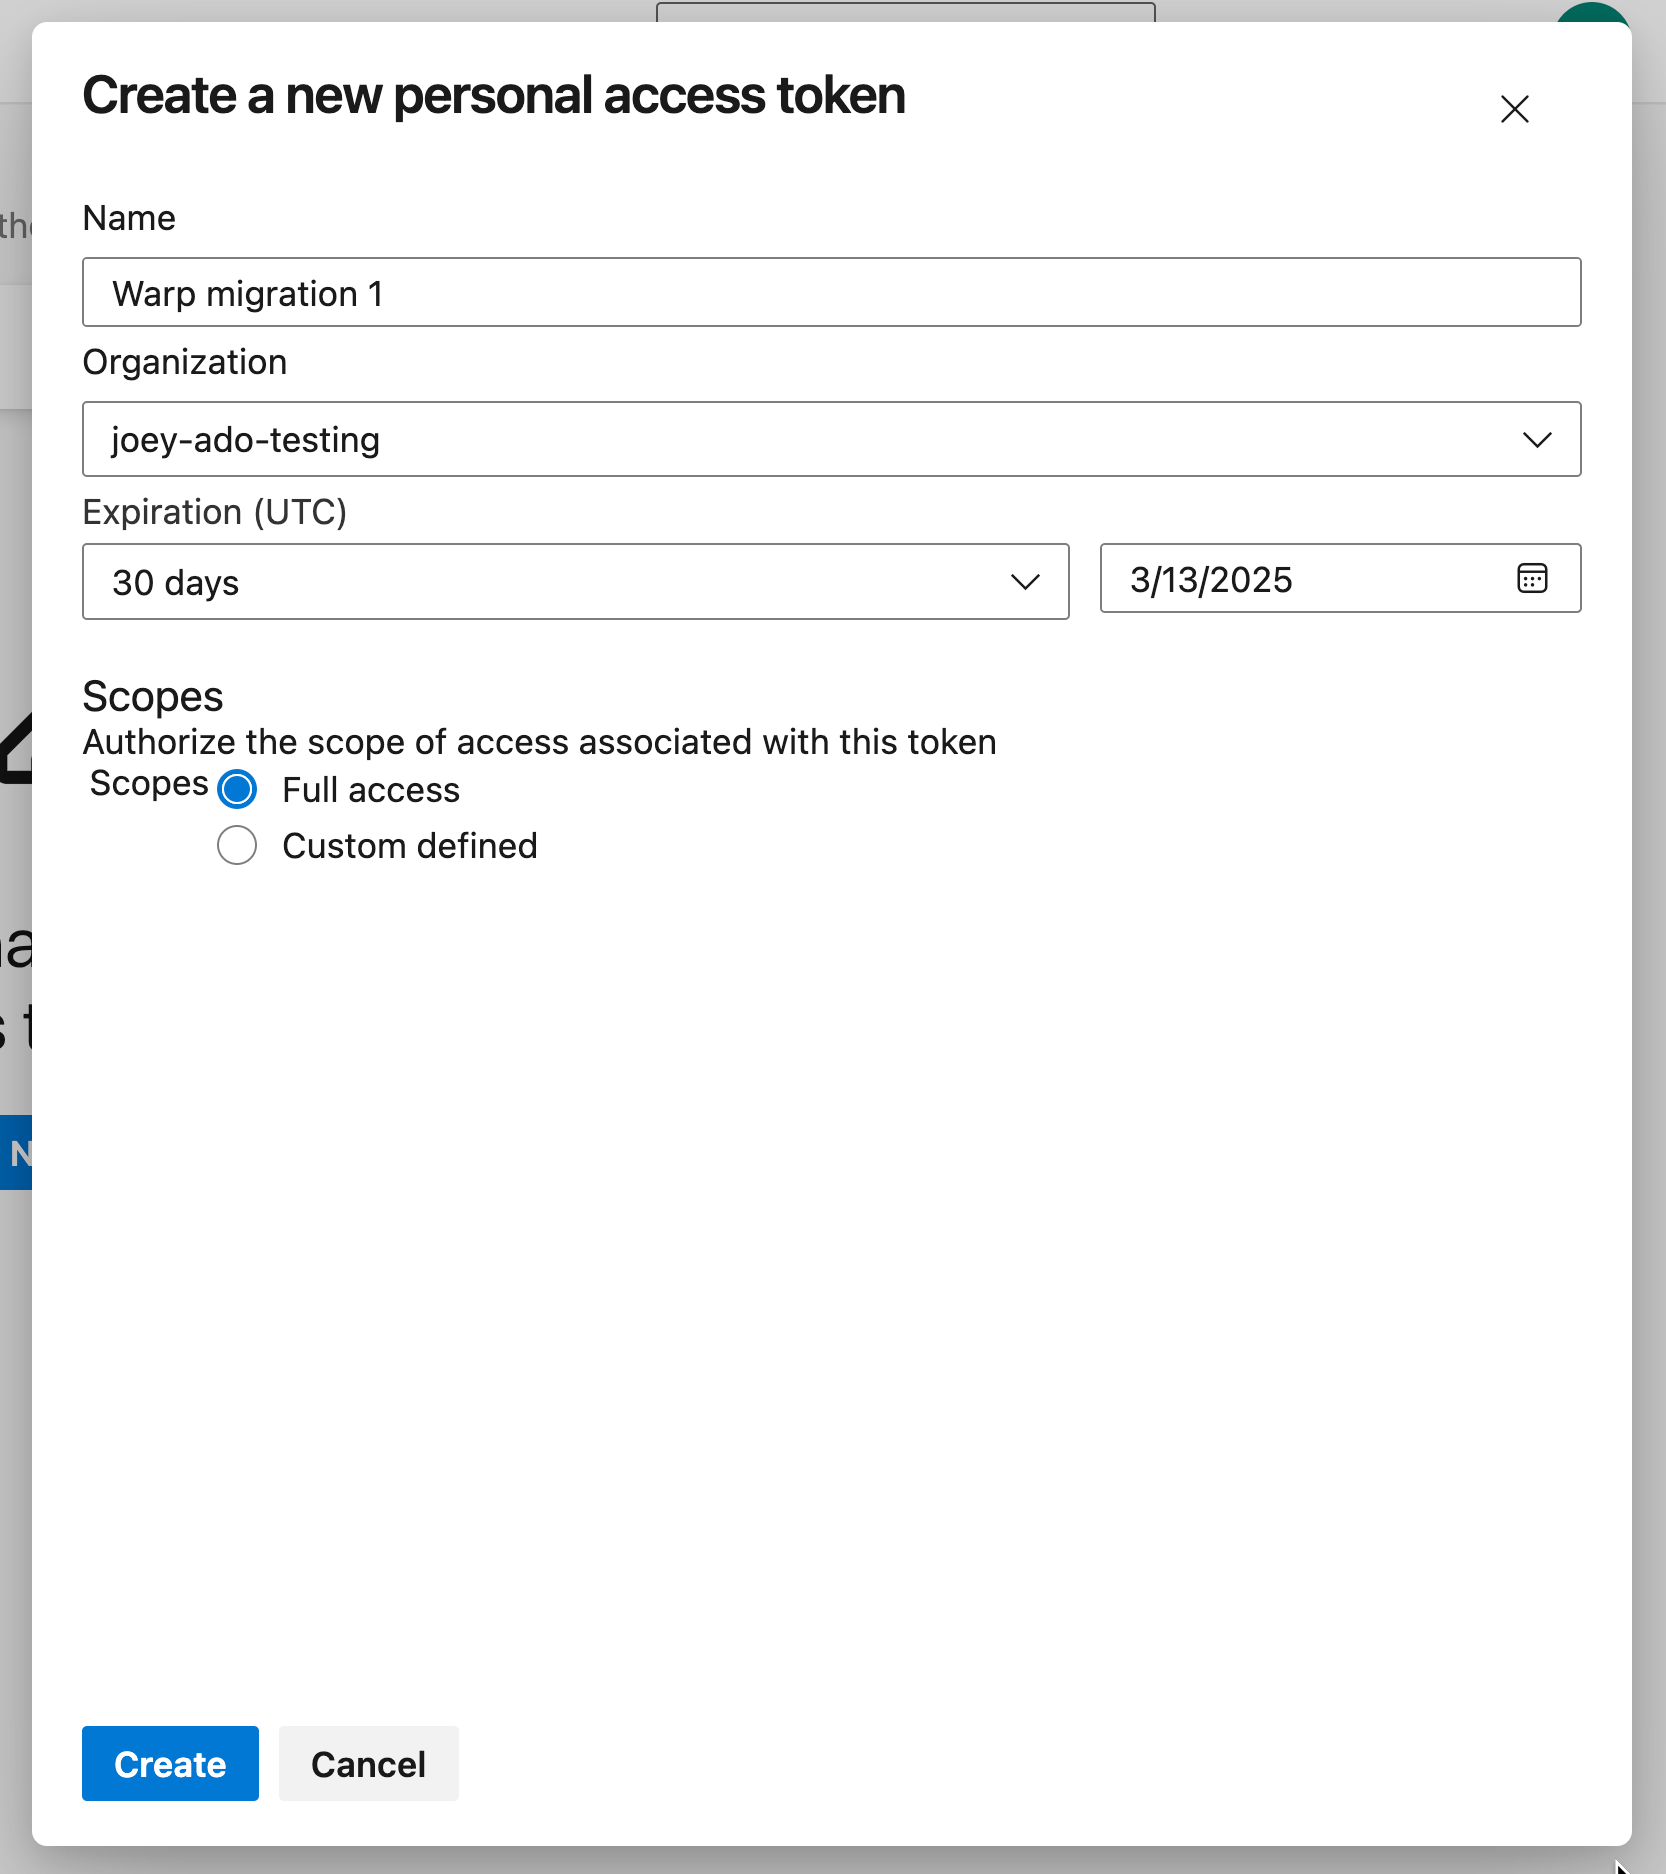 Create a new personal access token
Name
Warp migration 1
Organization
joey-ado-testing
Expiration (UTC)
30 days
3/13/2025
Scopes
Authorize the scope of access associated with this token
Scopes
Full access
Custom defined
Create
Cancel